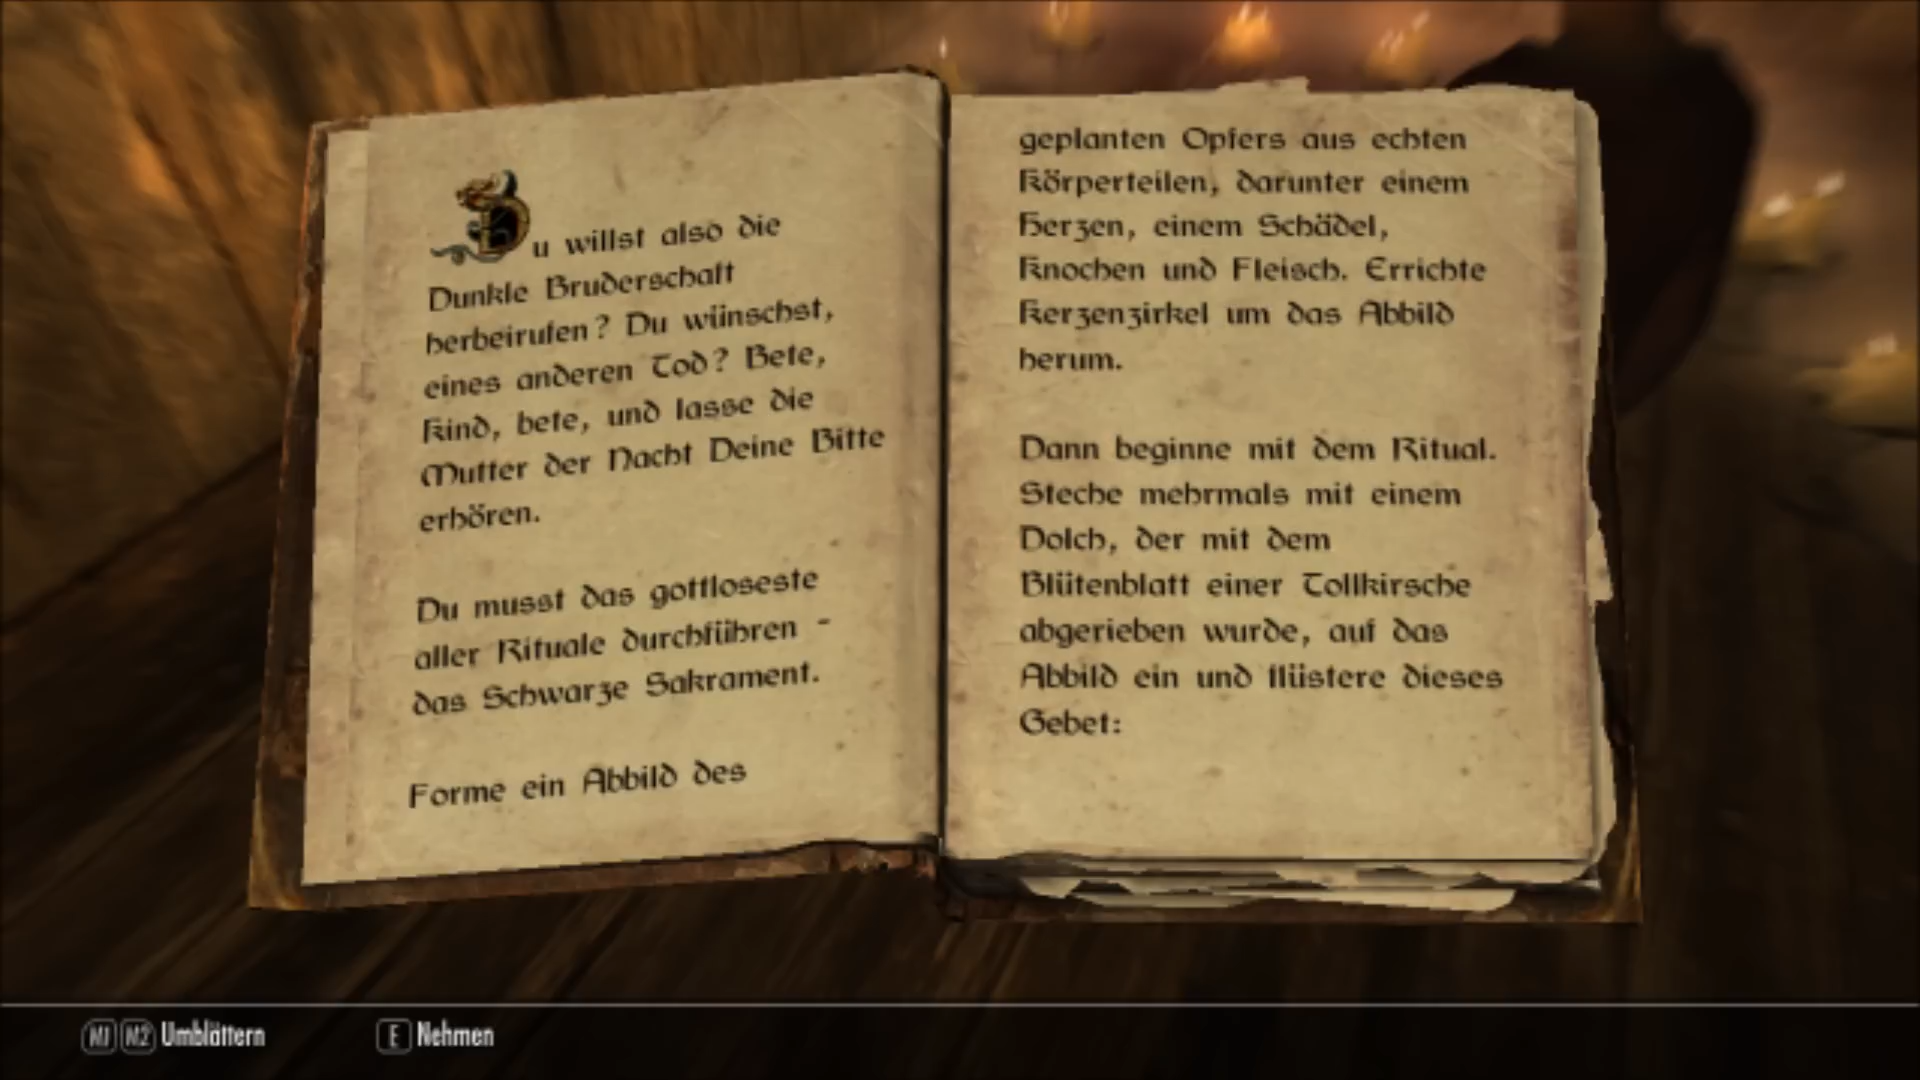 Du willst also die
Dunkle Bruderschaft
herbeirufen? Du wünschst,
eines anderen Tod? Bete,
Kind, bete, und lasse die
Mutter der Nacht Deine Bitte
erhören.
Du musst das gottloseste
aller Rituale durchführen -
das Schwarze Sakrament.
Forme ein Abbild des
geplanten Opfers aus echten
Körperteilen, darunter einem
Herzen, einem Schädel,
Knochen und Fleisch. Errichte
Kerzenzirkel um das Abbild
herum.
Dann beginne mit dem Ritual.
Steche mehrmals mit einem
Dolch, der mit dem
Blütenblatt einer Tollkirsche
abgerieben wurde, auf das
Abbild ein und flüstere dieses
Gebet:
M1 M2 Umblättern
E Nehmen